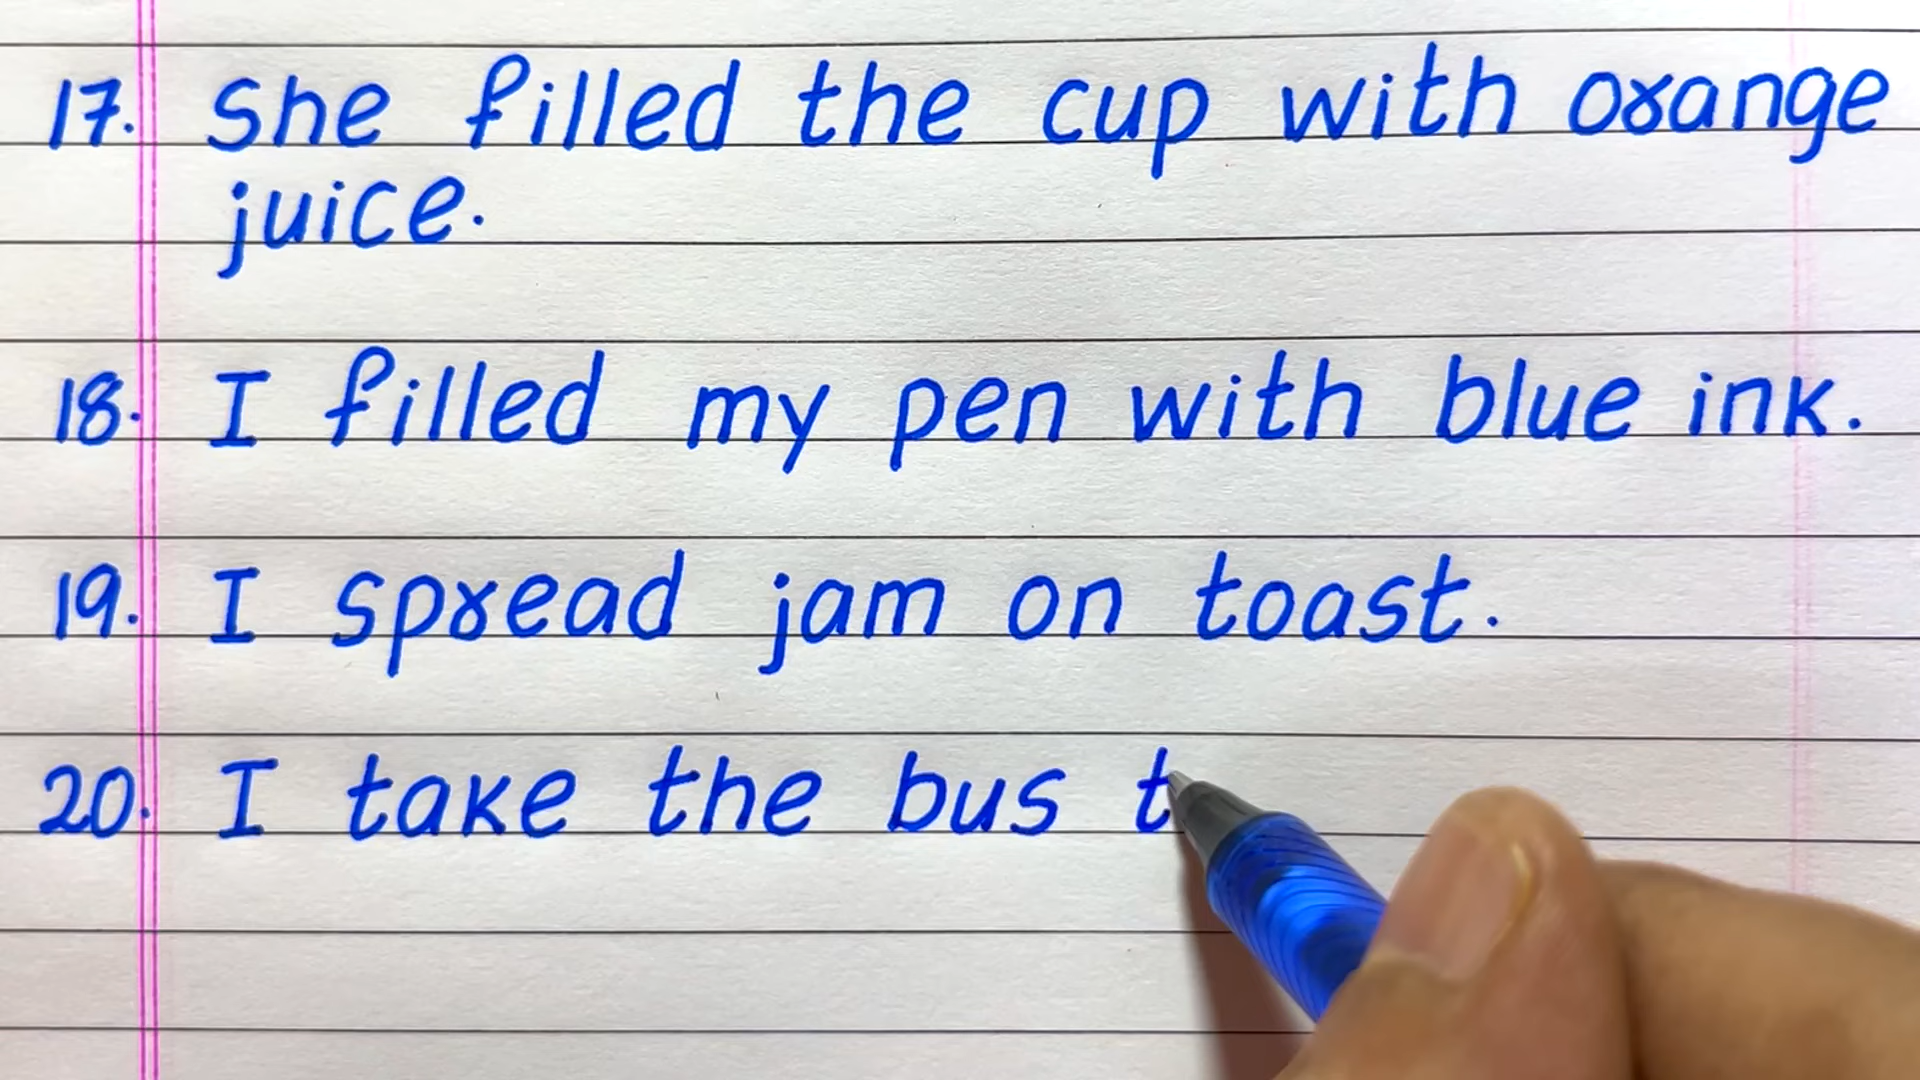 17. She filled the cup with orange
juice.
18. I filled my pen with blue ink.
19. I spread jam on toast.
20. I take the bus t